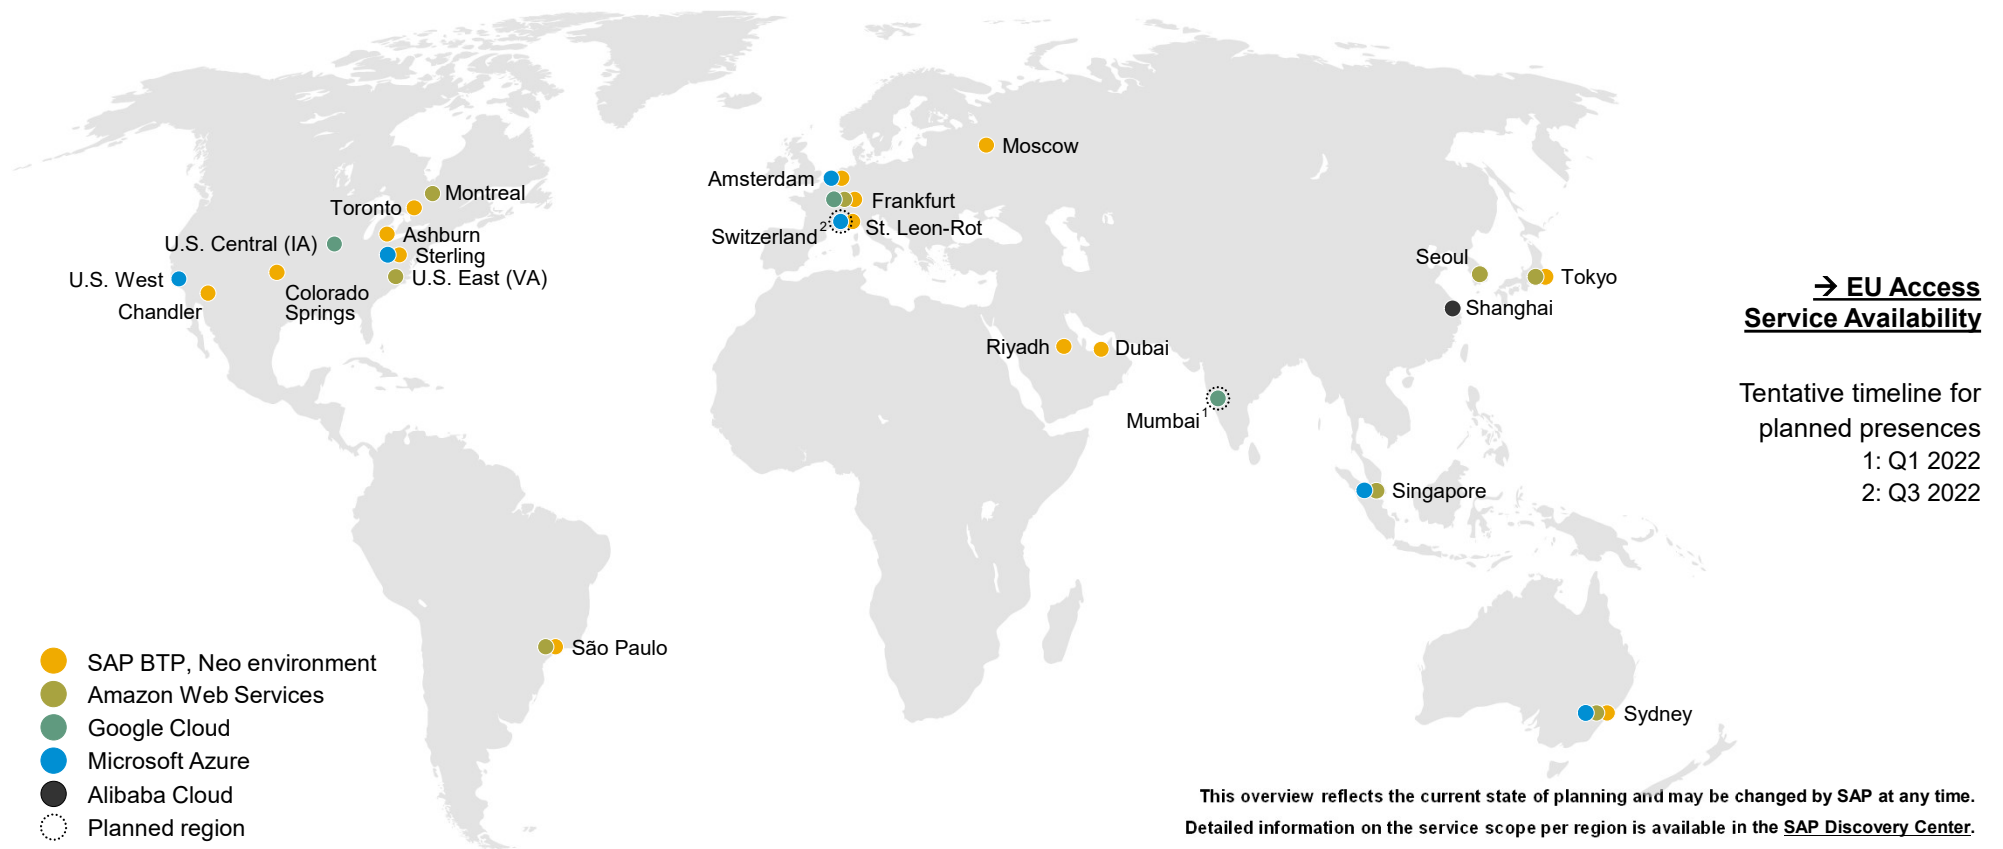 Moscow
Amsterdam
Montreal
Frankfurt
Toronto
St. Leon-Rot
Switzerland 2
Ashburn
U.S. Central (IA)
Sterling
Seoul
U.S. West
U.S. East (VA)
Tokyo
Colorado
Springs
Chandler
Shanghai
→ EU Access
Service Availability
Riyadh
Dubai
Mumbai 1
Tentative timeline for
planned presences
1: Q1 2022
2: Q3 2022
Singapore
São Paulo
Sydney
SAP BTP, Neo environment
Amazon Web Services
Google Cloud
Microsoft Azure
Alibaba Cloud
Planned region
This overview reflects the current state of planning and may be changed by SAP at any time.
Detailed information on the service scope per region is available in the SAP Discovery Center.